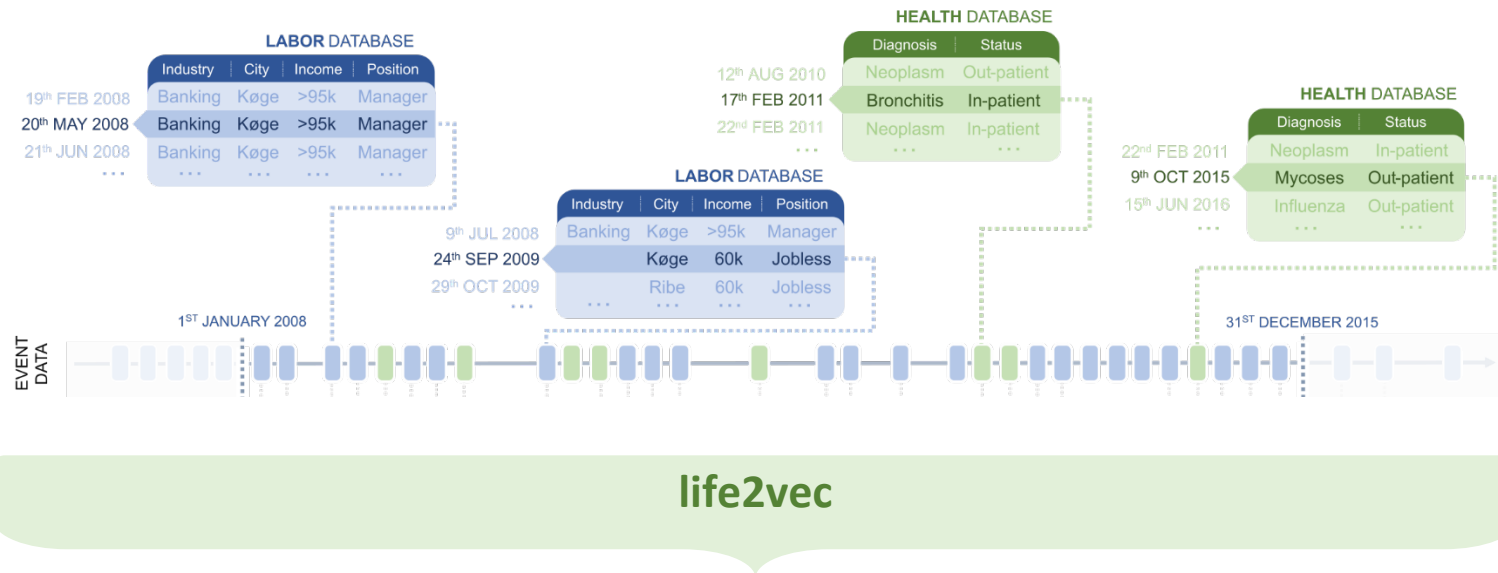 LABOR DATABASE
Industry City Income Position
19th FEB 2008 Banking Køge >95k Manager
20th MAY 2008 Banking Køge >95k Manager
21th JUN 2008 Banking Køge >95k Manager
... ... ... ... ...
LABOR DATABASE
Industry City Income Position
9th JUL 2008 Banking Køge >95k Manager
24th SEP 2009 Køge 60k Jobless
29th OCT 2009 Ribe 60k Jobless
... ... ... ... ...
HEALTH DATABASE
Diagnosis Status
12th AUG 2010 Neoplasm Out-patient
17th FEB 2011 Bronchitis In-patient
22nd FEB 2011 Neoplasm In-patient
... ... ...
HEALTH DATABASE
Diagnosis Status
22nd FEB 2011 Neoplasm In-patient
9th OCT 2015 Mycoses Out-patient
15th JUN 2016 Influenza Out-patient
... ... ...
1ST JANUARY 2008
31ST DECEMBER 2015
EVENT
DATA
life2vec